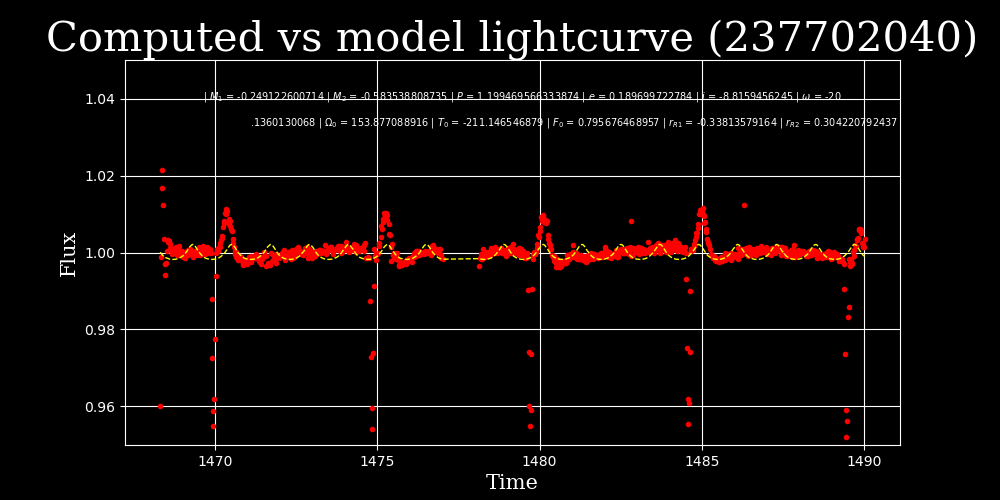 Computed vs model lightcurve (237702040)
| M₁ = -0.249122600714 | M₂ = -0.583538808735 | P = 1.199469566333874 | e = 0.189699722784 | i = -8.8159456245 | ω = -20
.1360130068 | Ω₀ = 153.877088916 | T₀ = -211.146546879 | F₀ = 0.795676468957 | r_R1 = -0.33813579164 | r_R2 = 0.304220792437
1.04
1.02
1.00
0.98
0.96
Flux
1470 1475 1480 1485 1490
Time